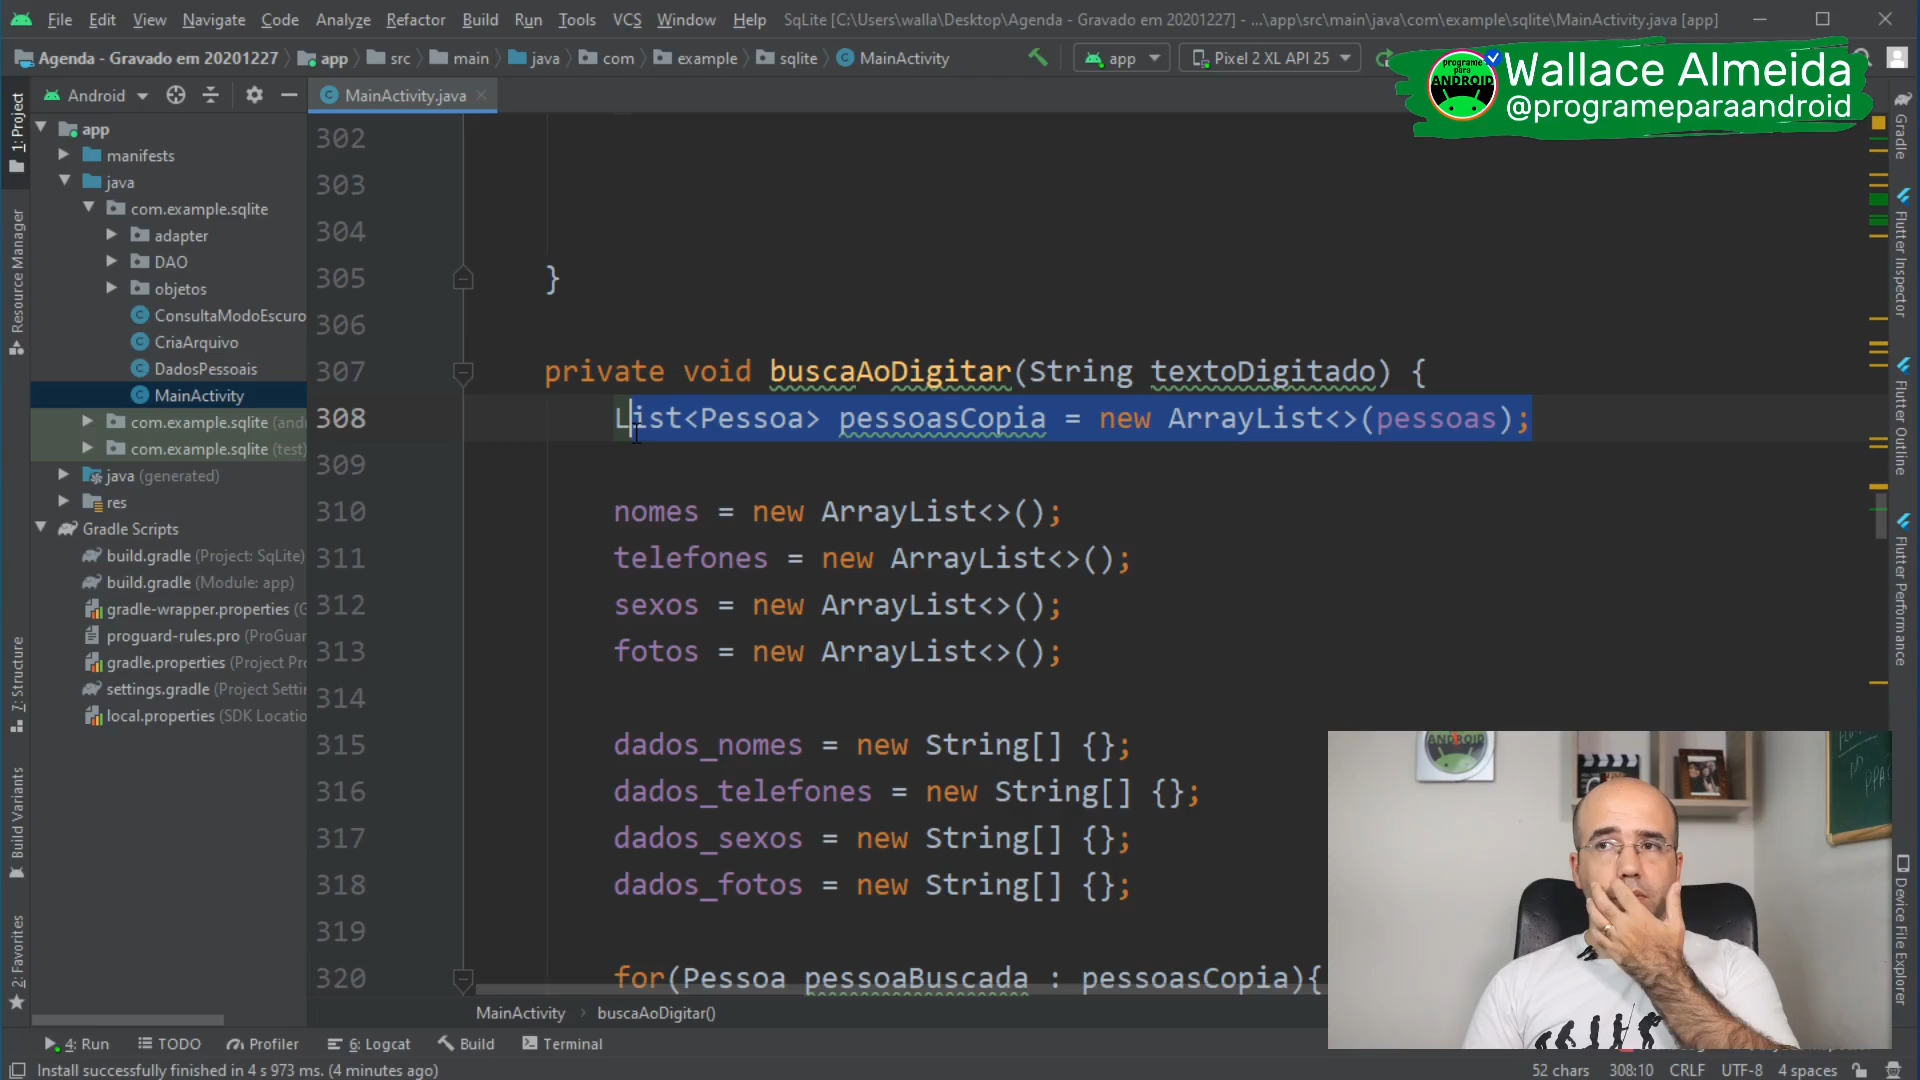 File Edit View Navigate Code Analyze Refactor Build Run Tools VCS Window Help SqLite [C:\Users\walla\Desktop\Agenda - Gravado em 20201227] - ...\app\src\main\java\com\example\sqlite\MainActivity.java [app]
Agenda - Gravado em 20201227 app src main java com example sqlite MainActivity app Pixel 2 XL API 25
programe para ANDROID
Wallace Almeida
@programeparaandroid
Android
MainActivity.java
1: Project
Resource Manager
7: Structure
Build Variants
2: Favorites
app
manifests
java
com.example.sqlite
adapter
DAO
objetos
ConsultaModoEscuro
CriaArquivo
DadosPessoais
MainActivity
com.example.sqlite (and
com.example.sqlite (test)
java (generated)
res
Gradle Scripts
build.gradle (Project: SqLite)
build.gradle (Module: app)
gradle-wrapper.properties (G
proguard-rules.pro (ProGuar
gradle.properties (Project Pro
settings.gradle (Project Settin
local.properties (SDK Locatio
302
303
304
305 }
306
307 private void buscaAoDigitar(String textoDigitado) {
308 List<Pessoa> pessoasCopia = new ArrayList<>(pessoas);
309
310 nomes = new ArrayList<>();
311 telefones = new ArrayList<>();
312 sexos = new ArrayList<>();
313 fotos = new ArrayList<>();
314
315 dados_nomes = new String[] {};
316 dados_telefones = new String[] {};
317 dados_sexos = new String[] {};
318 dados_fotos = new String[] {};
319
320 for(Pessoa pessoaBuscada : pessoasCopia){
MainActivity buscaAoDigitar()
Gradle
Flutter Inspector
Flutter Outline
Flutter Performance
Device File Explorer
ANDROID
4: Run TODO Profiler 6: Logcat Build Terminal
Install successfully finished in 4 s 973 ms. (4 minutes ago) 52 chars 308:10 CRLF UTF-8 4 spaces